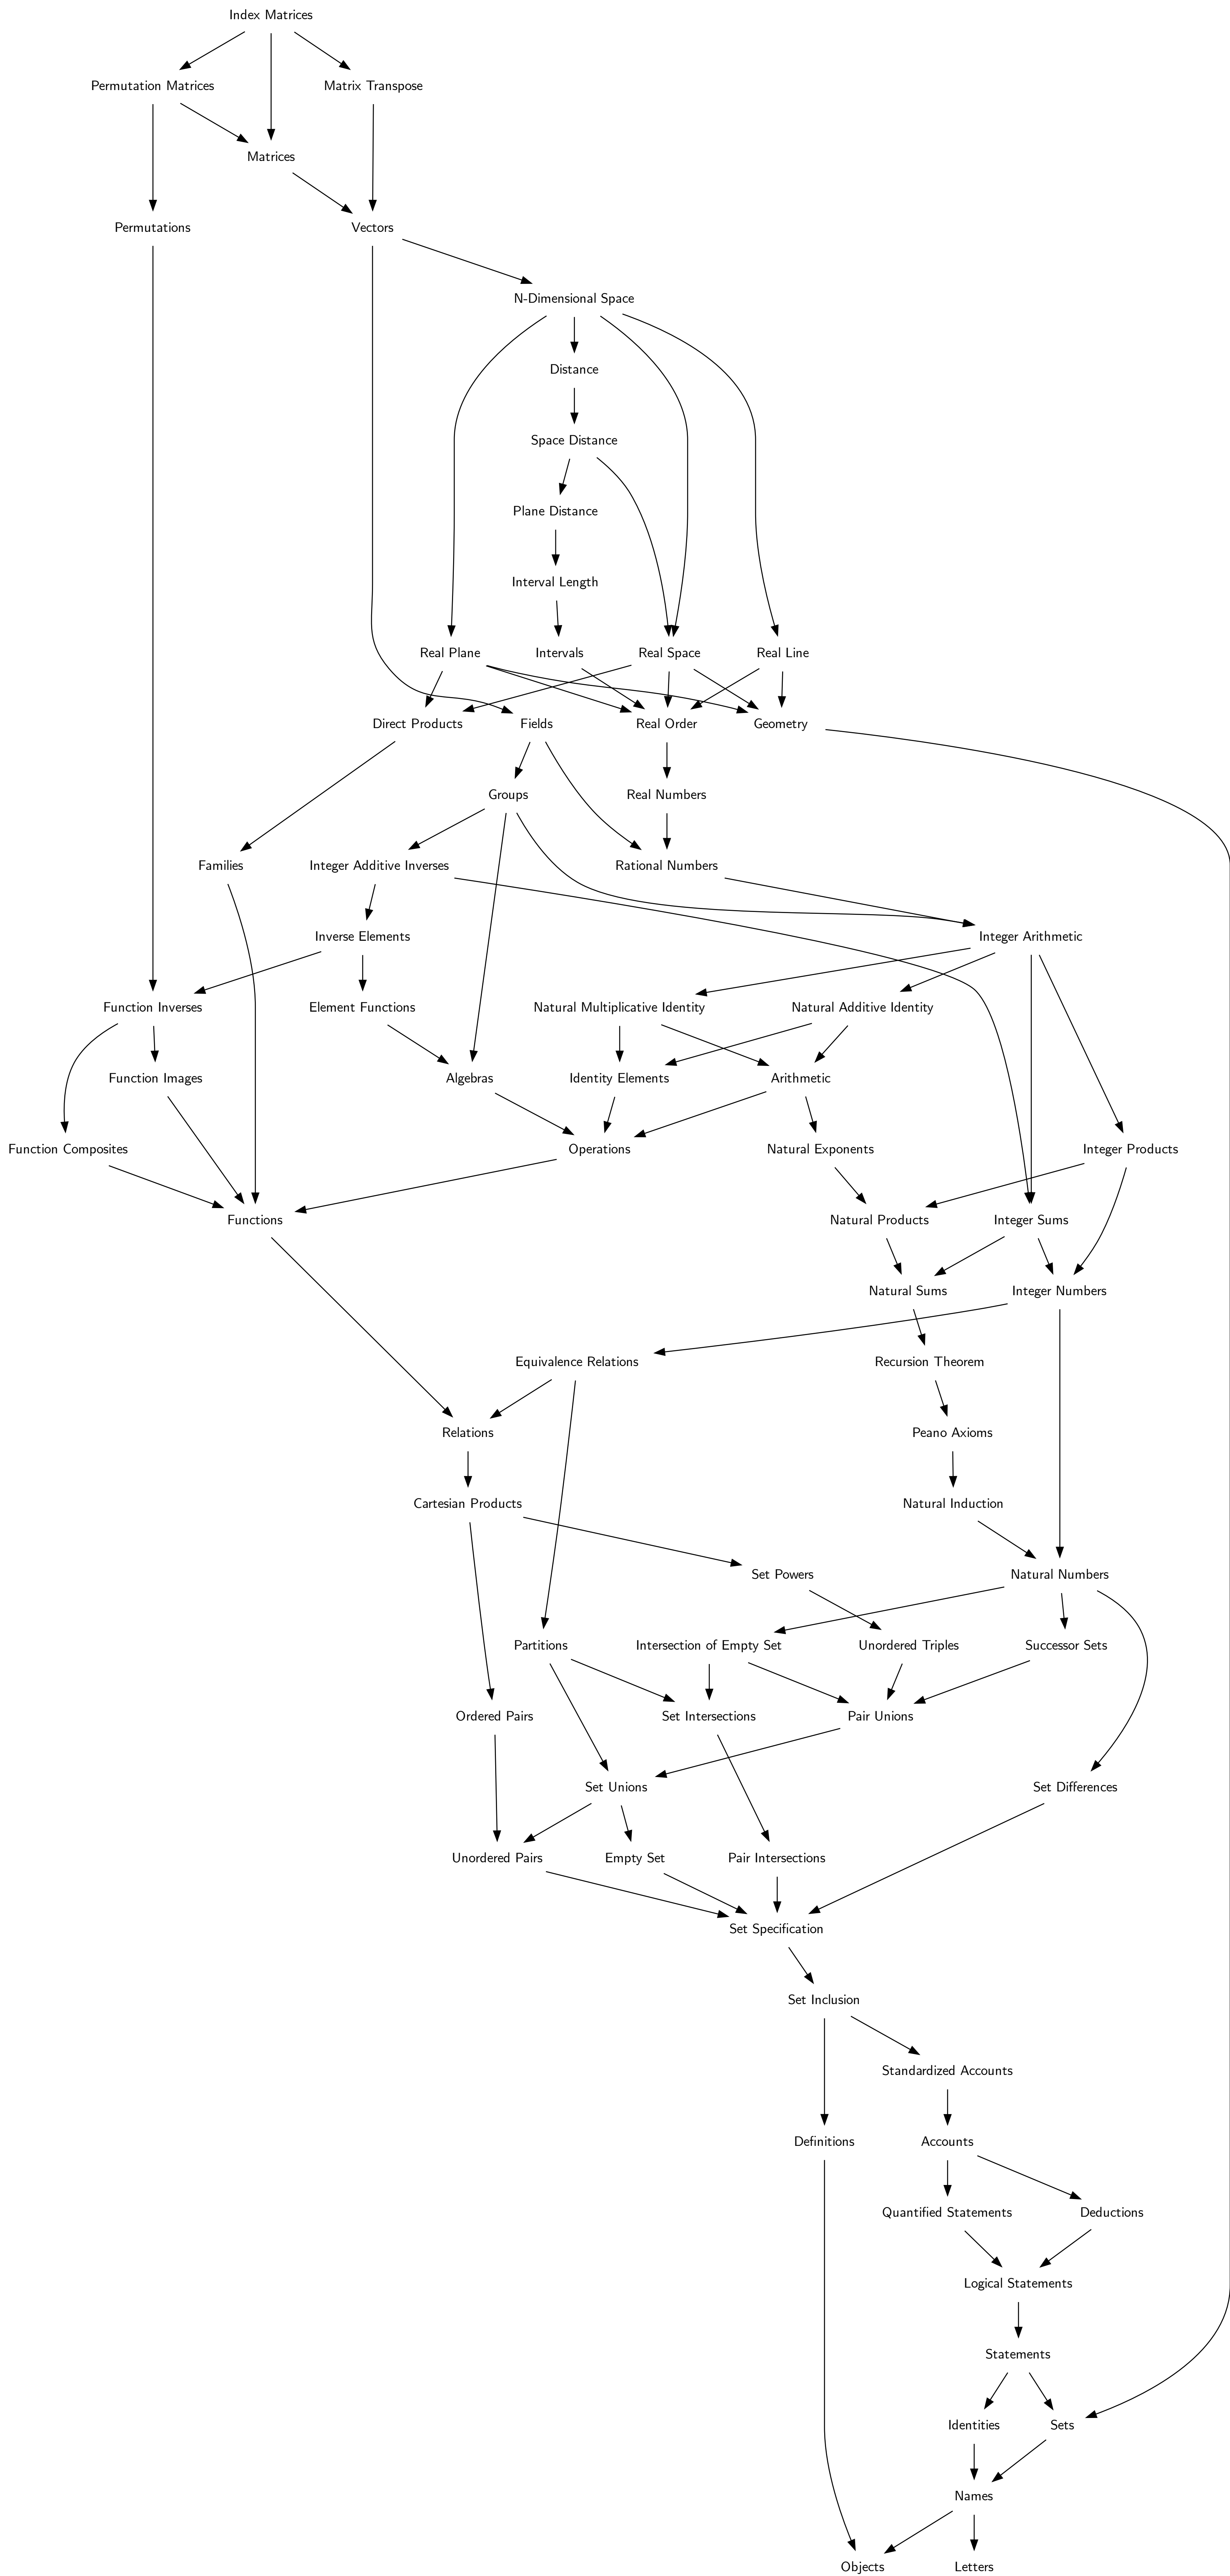 Index Matrices
Permutation Matrices
Matrix Transpose
Matrices
Permutations
Vectors
N-Dimensional Space
Distance
Space Distance
Plane Distance
Interval Length
Real Plane
Intervals
Real Space
Real Line
Direct Products
Fields
Real Order
Geometry
Groups
Real Numbers
Families
Integer Additive Inverses
Rational Numbers
Inverse Elements
Integer Arithmetic
Function Inverses
Element Functions
Natural Multiplicative Identity
Natural Additive Identity
Function Images
Algebras
Identity Elements
Arithmetic
Function Composites
Operations
Natural Exponents
Integer Products
Functions
Natural Products
Integer Sums
Natural Sums
Integer Numbers
Equivalence Relations
Recursion Theorem
Relations
Peano Axioms
Cartesian Products
Natural Induction
Set Powers
Natural Numbers
Partitions
Intersection of Empty Set
Unordered Triples
Successor Sets
Ordered Pairs
Set Intersections
Pair Unions
Set Unions
Set Differences
Unordered Pairs
Empty Set
Pair Intersections
Set Specification
Set Inclusion
Standardized Accounts
Definitions
Accounts
Quantified Statements
Deductions
Logical Statements
Statements
Identities
Sets
Names
Objects
Letters